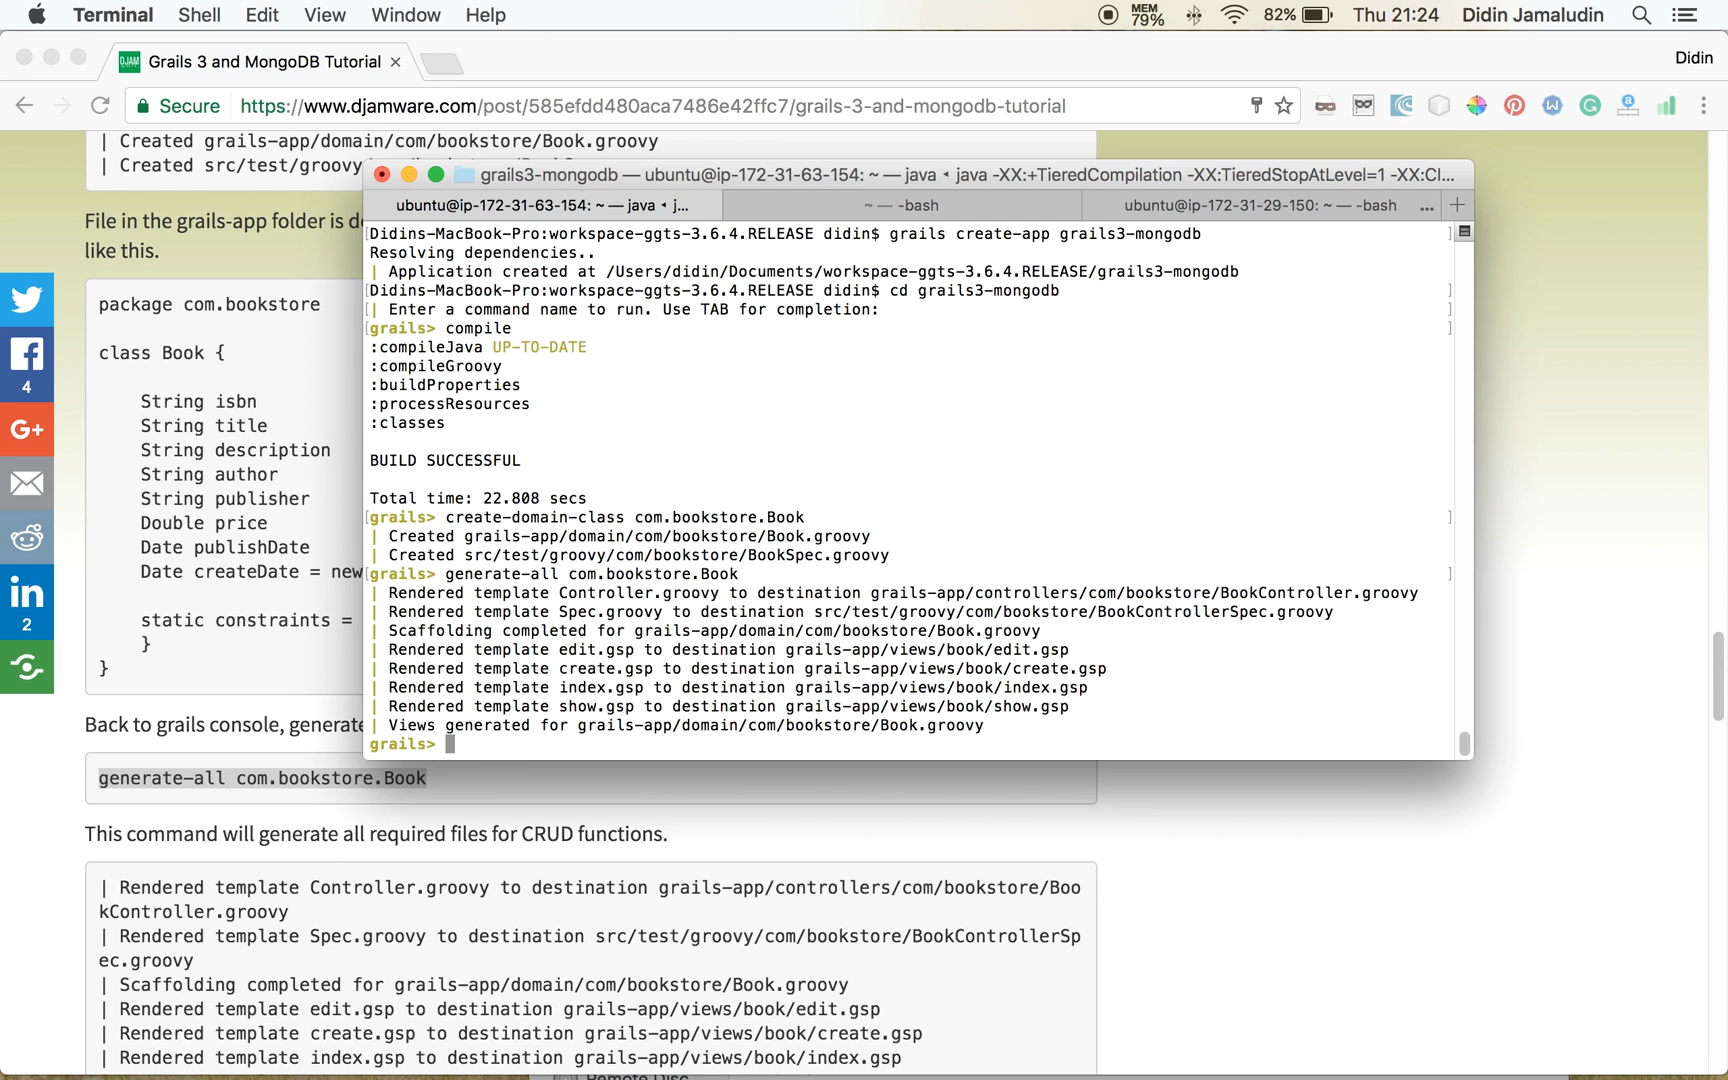 Terminal Shell Edit View Window Help MEM 79% 82% Thu 21:24 Didin Jamaludin
DJAM Grails 3 and MongoDB Tutorial × Didin
Secure https://www.djamware.com/post/585efdd480aca7486e42ffc7/grails-3-and-mongodb-tutorial
| Created grails-app/domain/com/bookstore/Book.groovy
| Created src/test/groovy
File in the grails-app folder is
like this.
package com.bookstore
class Book {
String isbn
String title
String description
String author
String publisher
Double price
Date publishDate
Date createDate = new
static constraints =
}
}
Back to grails console, generate
generate-all com.bookstore.Book
This command will generate all required files for CRUD functions.
| Rendered template Controller.groovy to destination grails-app/controllers/com/bookstore/Boo
kController.groovy
| Rendered template Spec.groovy to destination src/test/groovy/com/bookstore/BookControllerSp
ec.groovy
| Scaffolding completed for grails-app/domain/com/bookstore/Book.groovy
| Rendered template edit.gsp to destination grails-app/views/book/edit.gsp
| Rendered template create.gsp to destination grails-app/views/book/create.gsp
| Rendered template index.gsp to destination grails-app/views/book/index.gsp
4
G+
in
2
grails3-mongodb — ubuntu@ip-172-31-63-154: ~ — java ◂ java -XX:+TieredCompilation -XX:TieredStopAtLevel=1 -XX:CI...
ubuntu@ip-172-31-63-154: ~ — java ◂ j... ~ — -bash ubuntu@ip-172-31-29-150: ~ — -bash ... +
[Didins-MacBook-Pro:workspace-ggts-3.6.4.RELEASE didin$ grails create-app grails3-mongodb ]
Resolving dependencies..
| Application created at /Users/didin/Documents/workspace-ggts-3.6.4.RELEASE/grails3-mongodb
[Didins-MacBook-Pro:workspace-ggts-3.6.4.RELEASE didin$ cd grails3-mongodb ]
[| Enter a command name to run. Use TAB for completion: ]
[grails> compile ]
:compileJava UP-TO-DATE
:compileGroovy
:buildProperties
:processResources
:classes
BUILD SUCCESSFUL
Total time: 22.808 secs
[grails> create-domain-class com.bookstore.Book ]
| Created grails-app/domain/com/bookstore/Book.groovy
| Created src/test/groovy/com/bookstore/BookSpec.groovy
[grails> generate-all com.bookstore.Book ]
| Rendered template Controller.groovy to destination grails-app/controllers/com/bookstore/BookController.groovy
| Rendered template Spec.groovy to destination src/test/groovy/com/bookstore/BookControllerSpec.groovy
| Scaffolding completed for grails-app/domain/com/bookstore/Book.groovy
| Rendered template edit.gsp to destination grails-app/views/book/edit.gsp
| Rendered template create.gsp to destination grails-app/views/book/create.gsp
| Rendered template index.gsp to destination grails-app/views/book/index.gsp
| Rendered template show.gsp to destination grails-app/views/book/show.gsp
| Views generated for grails-app/domain/com/bookstore/Book.groovy
grails>
Remote Disc